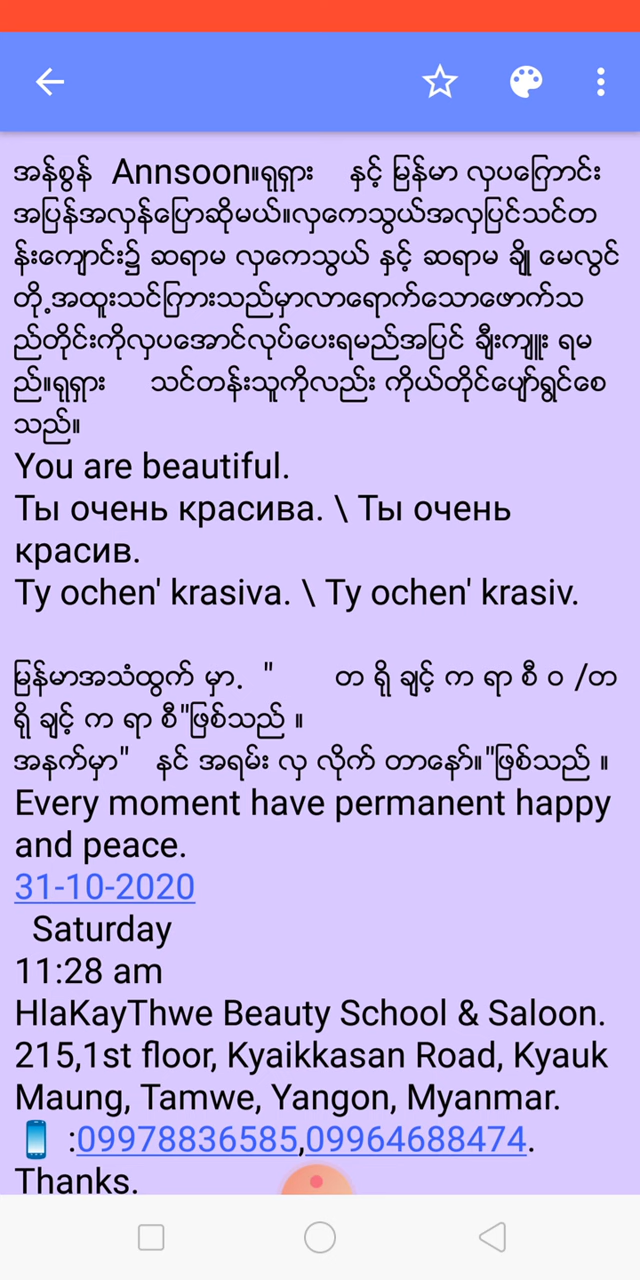 အန်စွန်  Annsoon။ရုရှား    နှင့် မြန်မာ လှပကြောင်း
အပြန်အလှန်ပြောဆိုမယ်။လှကေသွယ်အလှပြင်သင်တ
န်းကျောင်း၌ ဆရာမ လှကေသွယ် နှင့် ဆရာမ ချို မေလွင်
တို့အထူးသင်ကြားသည်မှာလာရောက်သောဖောက်သ
ည်တိုင်းကိုလှပအောင်လုပ်ပေးရမည်အပြင် ချီးကျူး ရမ
ည်။ရုရှား      သင်တန်းသူကိုလည်း ကိုယ်တိုင်ပျော်ရွှင်စေ
သည်။
You are beautiful.
Ты очень красива. \ Ты очень
красив.
Ty ochen' krasiva. \ Ty ochen' krasiv.
မြန်မာအသံထွက် မှာ.  "       တ ရှိ ချင့် က ရာ စီ ဝ /တ
ရှိ ချင့် က ရာ စီ"ဖြစ်သည် ။
အနက်မှာ"   နင် အရမ်း လှ လိုက် တာနော်။"ဖြစ်သည် ။
Every moment have permanent happy
and peace.
31-10-2020
Saturday
11:28 am
HlaKayThwe Beauty School & Saloon.
215,1st floor, Kyaikkasan Road, Kyauk
Maung, Tamwe, Yangon, Myanmar.
📱 :09978836585,09964688474.
Thanks.